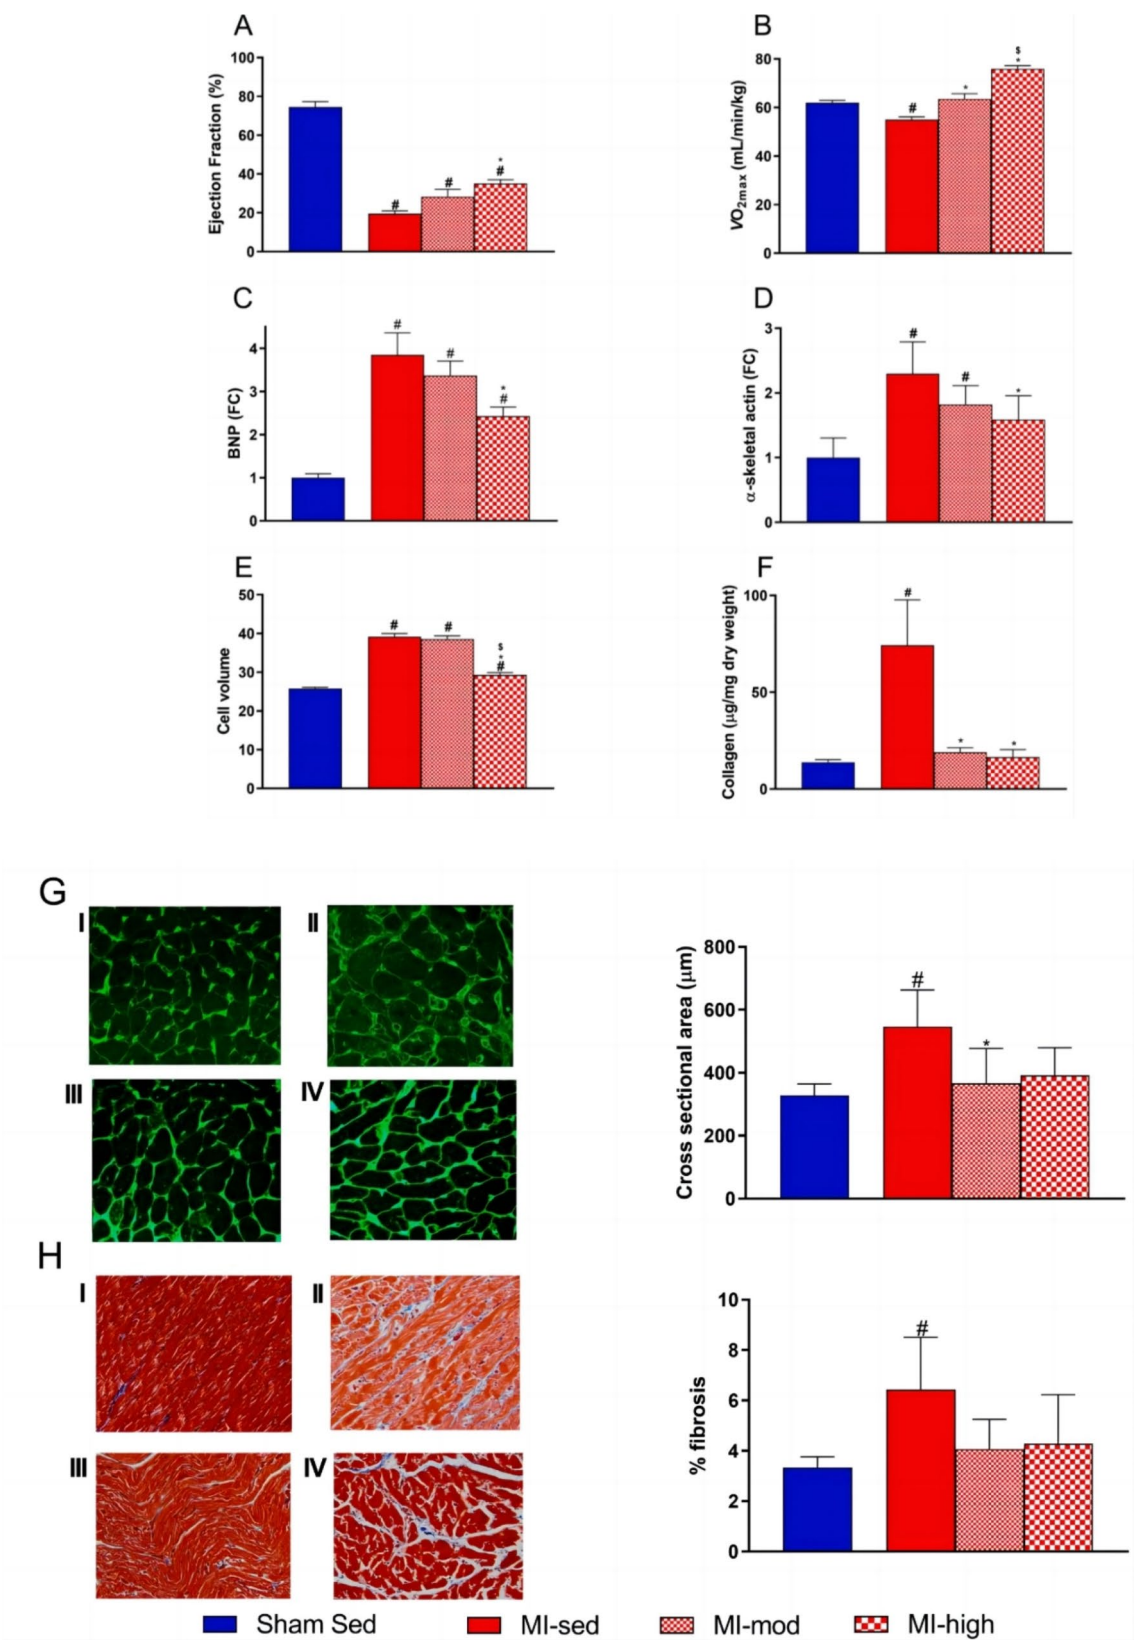 A
Ejection Fraction (%)
100
80
60
40
20
0
#
#
*
#
B
VO2max (mL/min/kg)
80
60
40
20
0
#
*
$
*
C
BNP (FC)
4
3
2
1
0
#
#
*
#
D
α-skeletal actin (FC)
3
2
1
0
#
#
*
E
Cell volume
50
40
30
20
10
0
#
#
$
*
#
F
Collagen (μg/mg dry weight)
100
50
0
#
*
*
G
I
II
III
IV
Cross sectional area (μm)
800
600
400
200
0
#
*
H
I
II
III
IV
% fibrosis
10
8
6
4
2
0
#
Sham Sed
MI-sed
MI-mod
MI-high